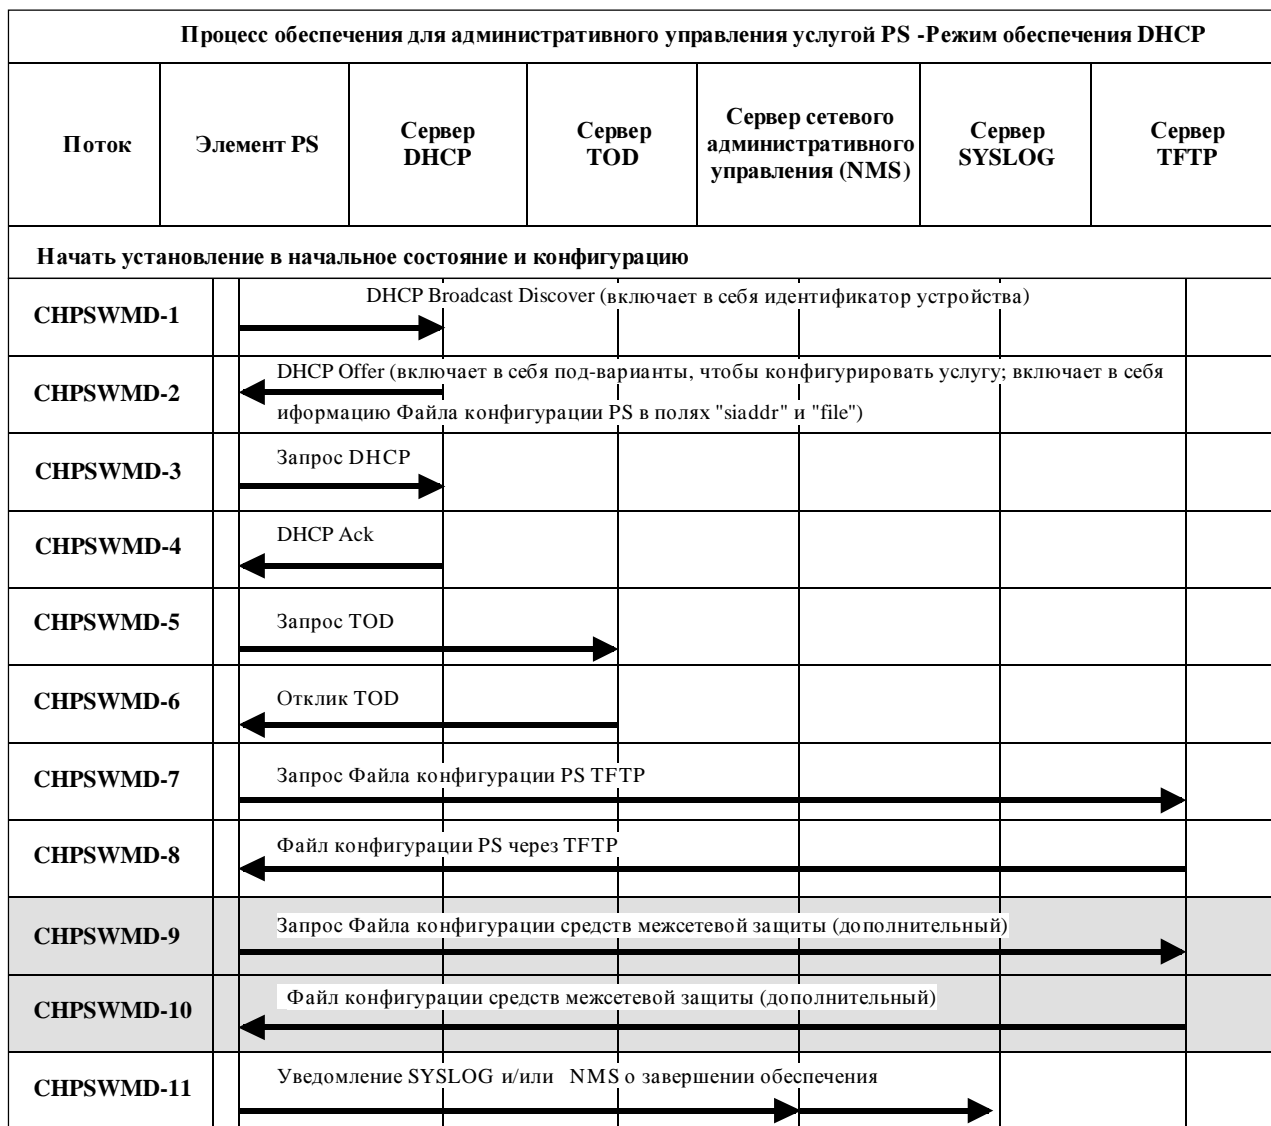 Процесс обеспечения для административного управления услугой PS -Режим обеспечения DHCP
Поток
Элемент PS
Сервер
DHCP
Сервер
TOD
Сервер сетевого
административного
управления (NMS)
Сервер
SYSLOG
Сервер
TFTP
Начать установление в начальное состояние и конфигурацию
CHPSWMD-1
DHCP Broadcast Discover (включает в себя идентификатор устройства)
CHPSWMD-2
DHCP Offer (включает в себя под-варианты, чтобы конфигурировать услугу; включает в себя
иформацию Файла конфигурации PS в полях "siaddr" и "file")
CHPSWMD-3
Запрос DHCP
CHPSWMD-4
DHCP Ack
CHPSWMD-5
Запрос TOD
CHPSWMD-6
Отклик TOD
CHPSWMD-7
Запрос Файла конфигурации PS TFTP
CHPSWMD-8
Файл конфигурации PS через TFTP
CHPSWMD-9
Запрос Файла конфигурации средств межсетевой защиты (дополнительный)
CHPSWMD-10
Файл конфигурации средств межсетевой защиты (дополнительный)
CHPSWMD-11
Уведомление SYSLOG и/или NMS о завершении обеспечения